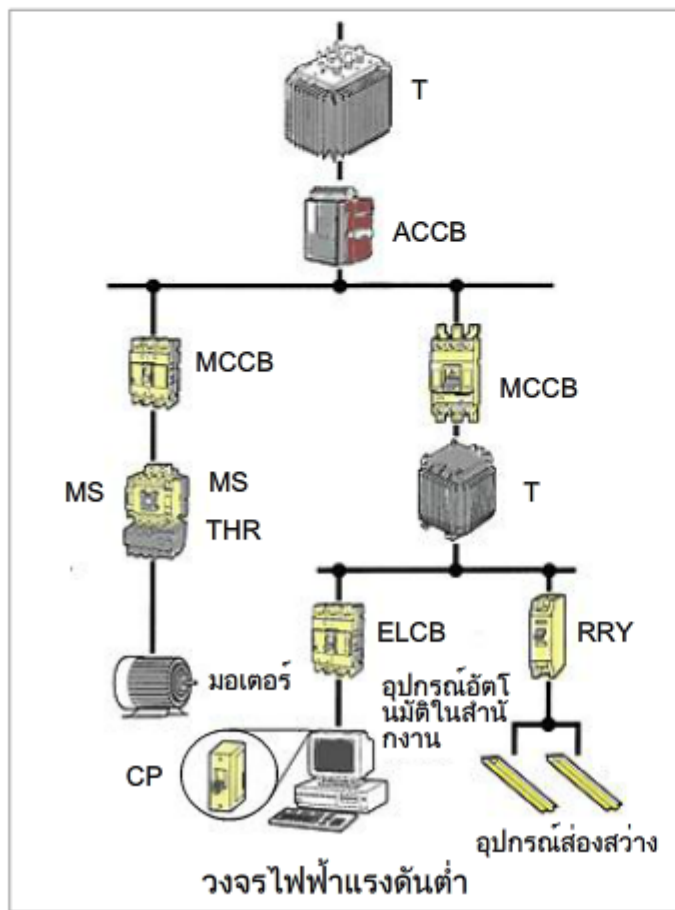 T
ACCB
MCCB
MCCB
MS
MS
THR
T
ELCB
RRY
มอเตอร์
อุปกรณ์อัตโ
นมัติในสำนั
กงาน
CP
อุปกรณ์ส่องสว่าง
วงจรไฟฟ้าแรงดันต่ำ